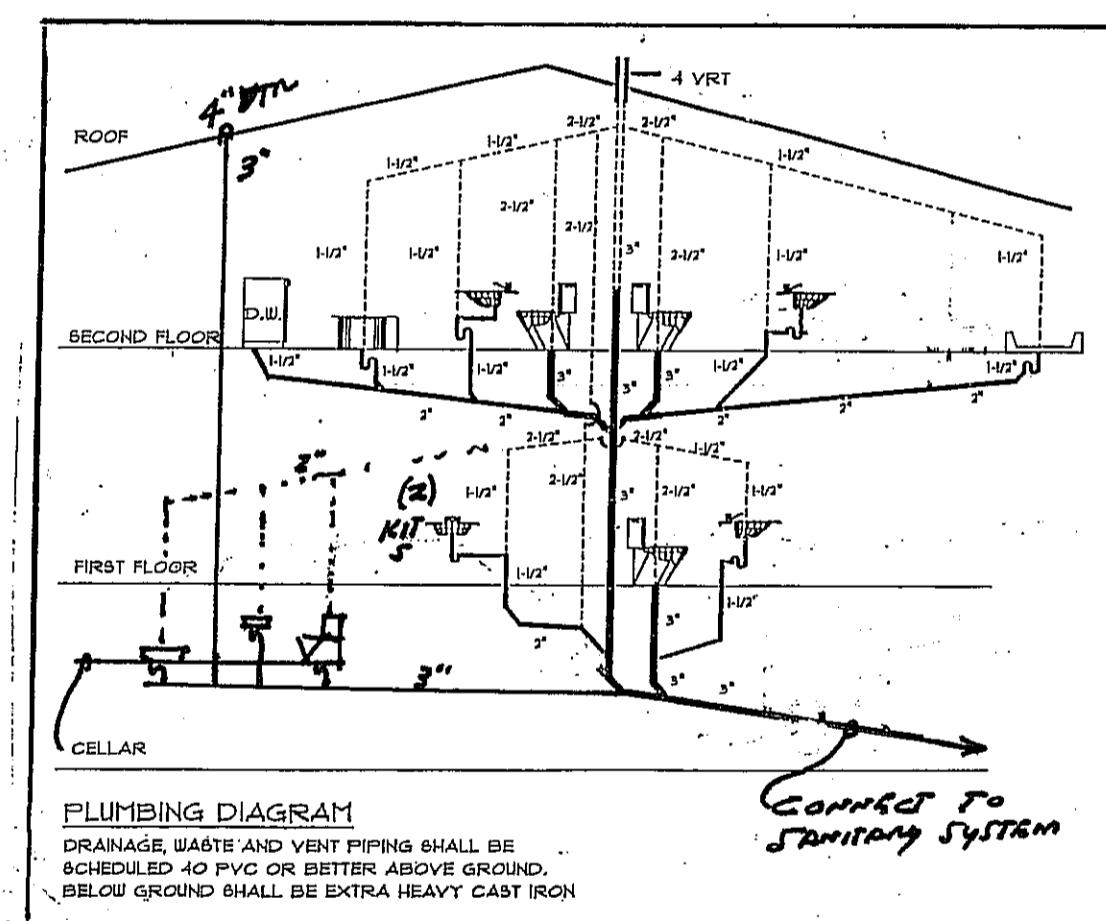 4 VRT
4" VTR
ROOF
3"
2-1/2" 2-1/2"
1-1/2" 1-1/2"
1-1/2"
2-1/2"
2-1/2"
1-1/2" 1-1/2" 3" 2-1/2" 1-1/2" 1-1/2"
D.W.
SECOND FLOOR
1-1/2" 1-1/2" 1-1/2" 3" 3" 3" 1-1/2" 1-1/2"
2" 2" 2" 2" 2"
2-1/2" 2-1/2" 1-1/2"
2"
2-1/2"
1-1/2" 3" 2-1/2" 1-1/2"
(2)
KIT
S
FIRST FLOOR
1-1/2" 1-1/2"
3" 3"
2"
3" 3" 3"
CELLAR
CONNECT TO
SANITARY SYSTEM
PLUMBING DIAGRAM
DRAINAGE, WASTE AND VENT PIPING SHALL BE
SCHEDULED 40 PVC OR BETTER ABOVE GROUND.
BELOW GROUND SHALL BE EXTRA HEAVY CAST IRON